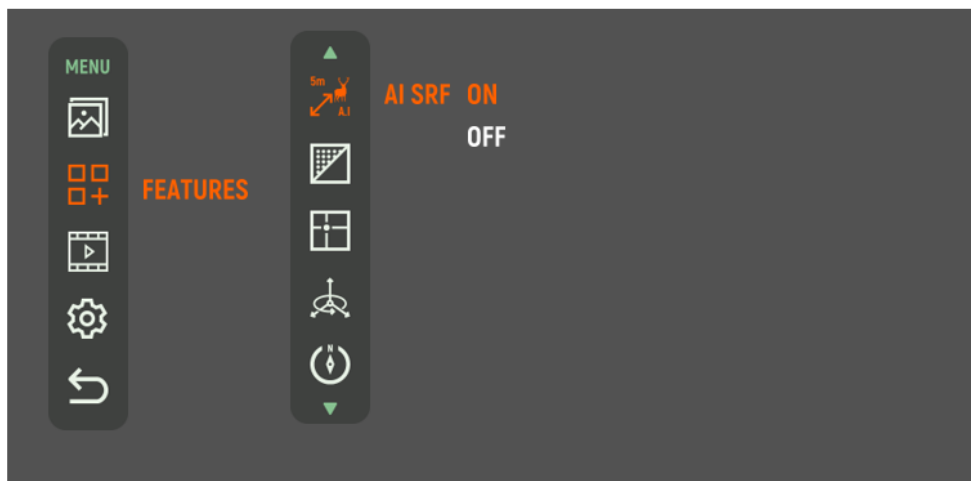 MENU
FEATURES
5m
A.I
AI SRF ON
OFF
N